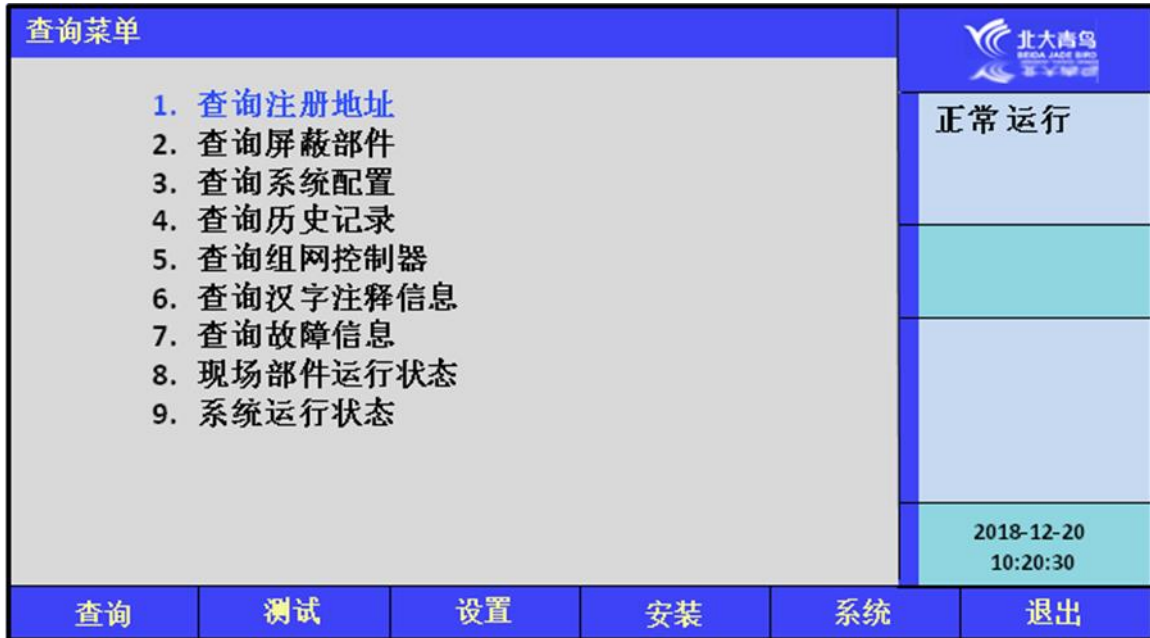 查询菜单
北大青鸟
BEIDA JADE BIRD
1. 查询注册地址
2. 查询屏蔽部件
3. 查询系统配置
4. 查询历史记录
5. 查询组网控制器
6. 查询汉字注释信息
7. 查询故障信息
8. 现场部件运行状态
9. 系统运行状态
正常运行
2018-12-20
10:20:30
查询 测试 设置 安装 系统 退出